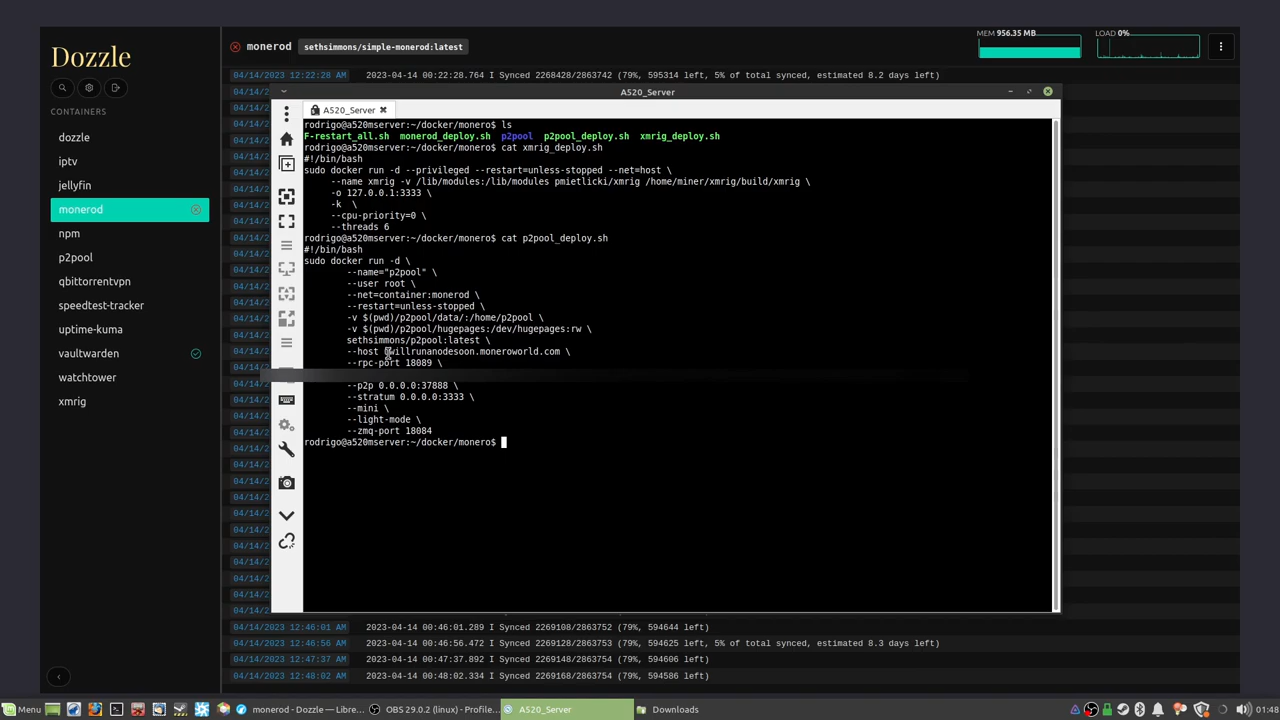 Dozzle
CONTAINERS
dozzle
iptv
jellyfin
monerod
npm
p2pool
qbittorrentvpn
speedtest-tracker
uptime-kuma
vaultwarden
watchtower
xmrig
monerod sethsimmons/simple-monerod:latest
MEM 956.35 MB LOAD 0%
04/14/2023 12:22:28 AM 2023-04-14 00:22:28.764 I Synced 2268428/2863742 (79%, 595314 left, 5% of total synced, estimated 8.2 days left)
A520_Server
A520_Server
rodrigo@a520mserver:~/docker/monero$ ls
F-restart_all.sh monerod_deploy.sh p2pool p2pool_deploy.sh xmrig_deploy.sh
rodrigo@a520mserver:~/docker/monero$ cat xmrig_deploy.sh
#!/bin/bash
sudo docker run -d --privileged --restart=unless-stopped --net=host \
--name xmrig -v /lib/modules:/lib/modules pmietlicki/xmrig /home/miner/xmrig/build/xmrig \
-o 127.0.0.1:3333 \
-k \
--cpu-priority=0 \
--threads 6
rodrigo@a520mserver:~/docker/monero$ cat p2pool_deploy.sh
#!/bin/bash
sudo docker run -d \
--name="p2pool" \
--user root \
--net=container:monerod \
--restart=unless-stopped \
-v $(pwd)/p2pool/data/:/home/p2pool \
-v $(pwd)/p2pool/hugepages:/dev/hugepages:rw \
sethsimmons/p2pool:latest \
--host willrunanodesoon.moneroworld.com \
--rpc-port 18089 \
--p2p 0.0.0.0:37888 \
--stratum 0.0.0.0:3333 \
--mini \
--light-mode \
--zmq-port 18084
rodrigo@a520mserver:~/docker/monero$
04/14/2023 12:46:01 AM 2023-04-14 00:46:01.289 I Synced 2269108/2863752 (79%, 594644 left)
04/14/2023 12:46:56 AM 2023-04-14 00:46:56.472 I Synced 2269128/2863753 (79%, 594625 left, 5% of total synced, estimated 8.3 days left)
04/14/2023 12:47:37 AM 2023-04-14 00:47:37.892 I Synced 2269148/2863754 (79%, 594606 left)
04/14/2023 12:48:02 AM 2023-04-14 00:48:02.334 I Synced 2269168/2863754 (79%, 594586 left)
Menu monerod - Dozzle — Libre... OBS 29.0.2 (linux) - Profile... A520_Server Downloads 01:48